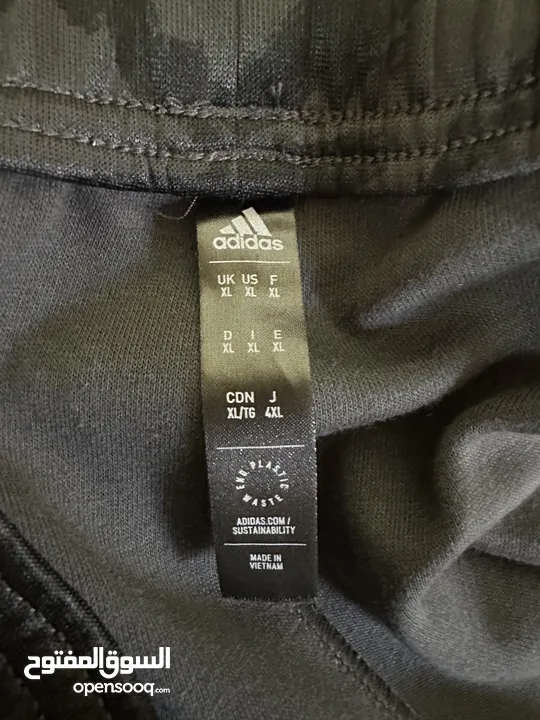 adidas
UK US F
XL XL XL
D I E
XL XL XL
CDN J
XL/TG 4XL
END PLASTIC WASTE
ADIDAS.COM/
SUSTAINABILITY
MADE IN
VIETNAM
السوق المفتوح
opensooq.com